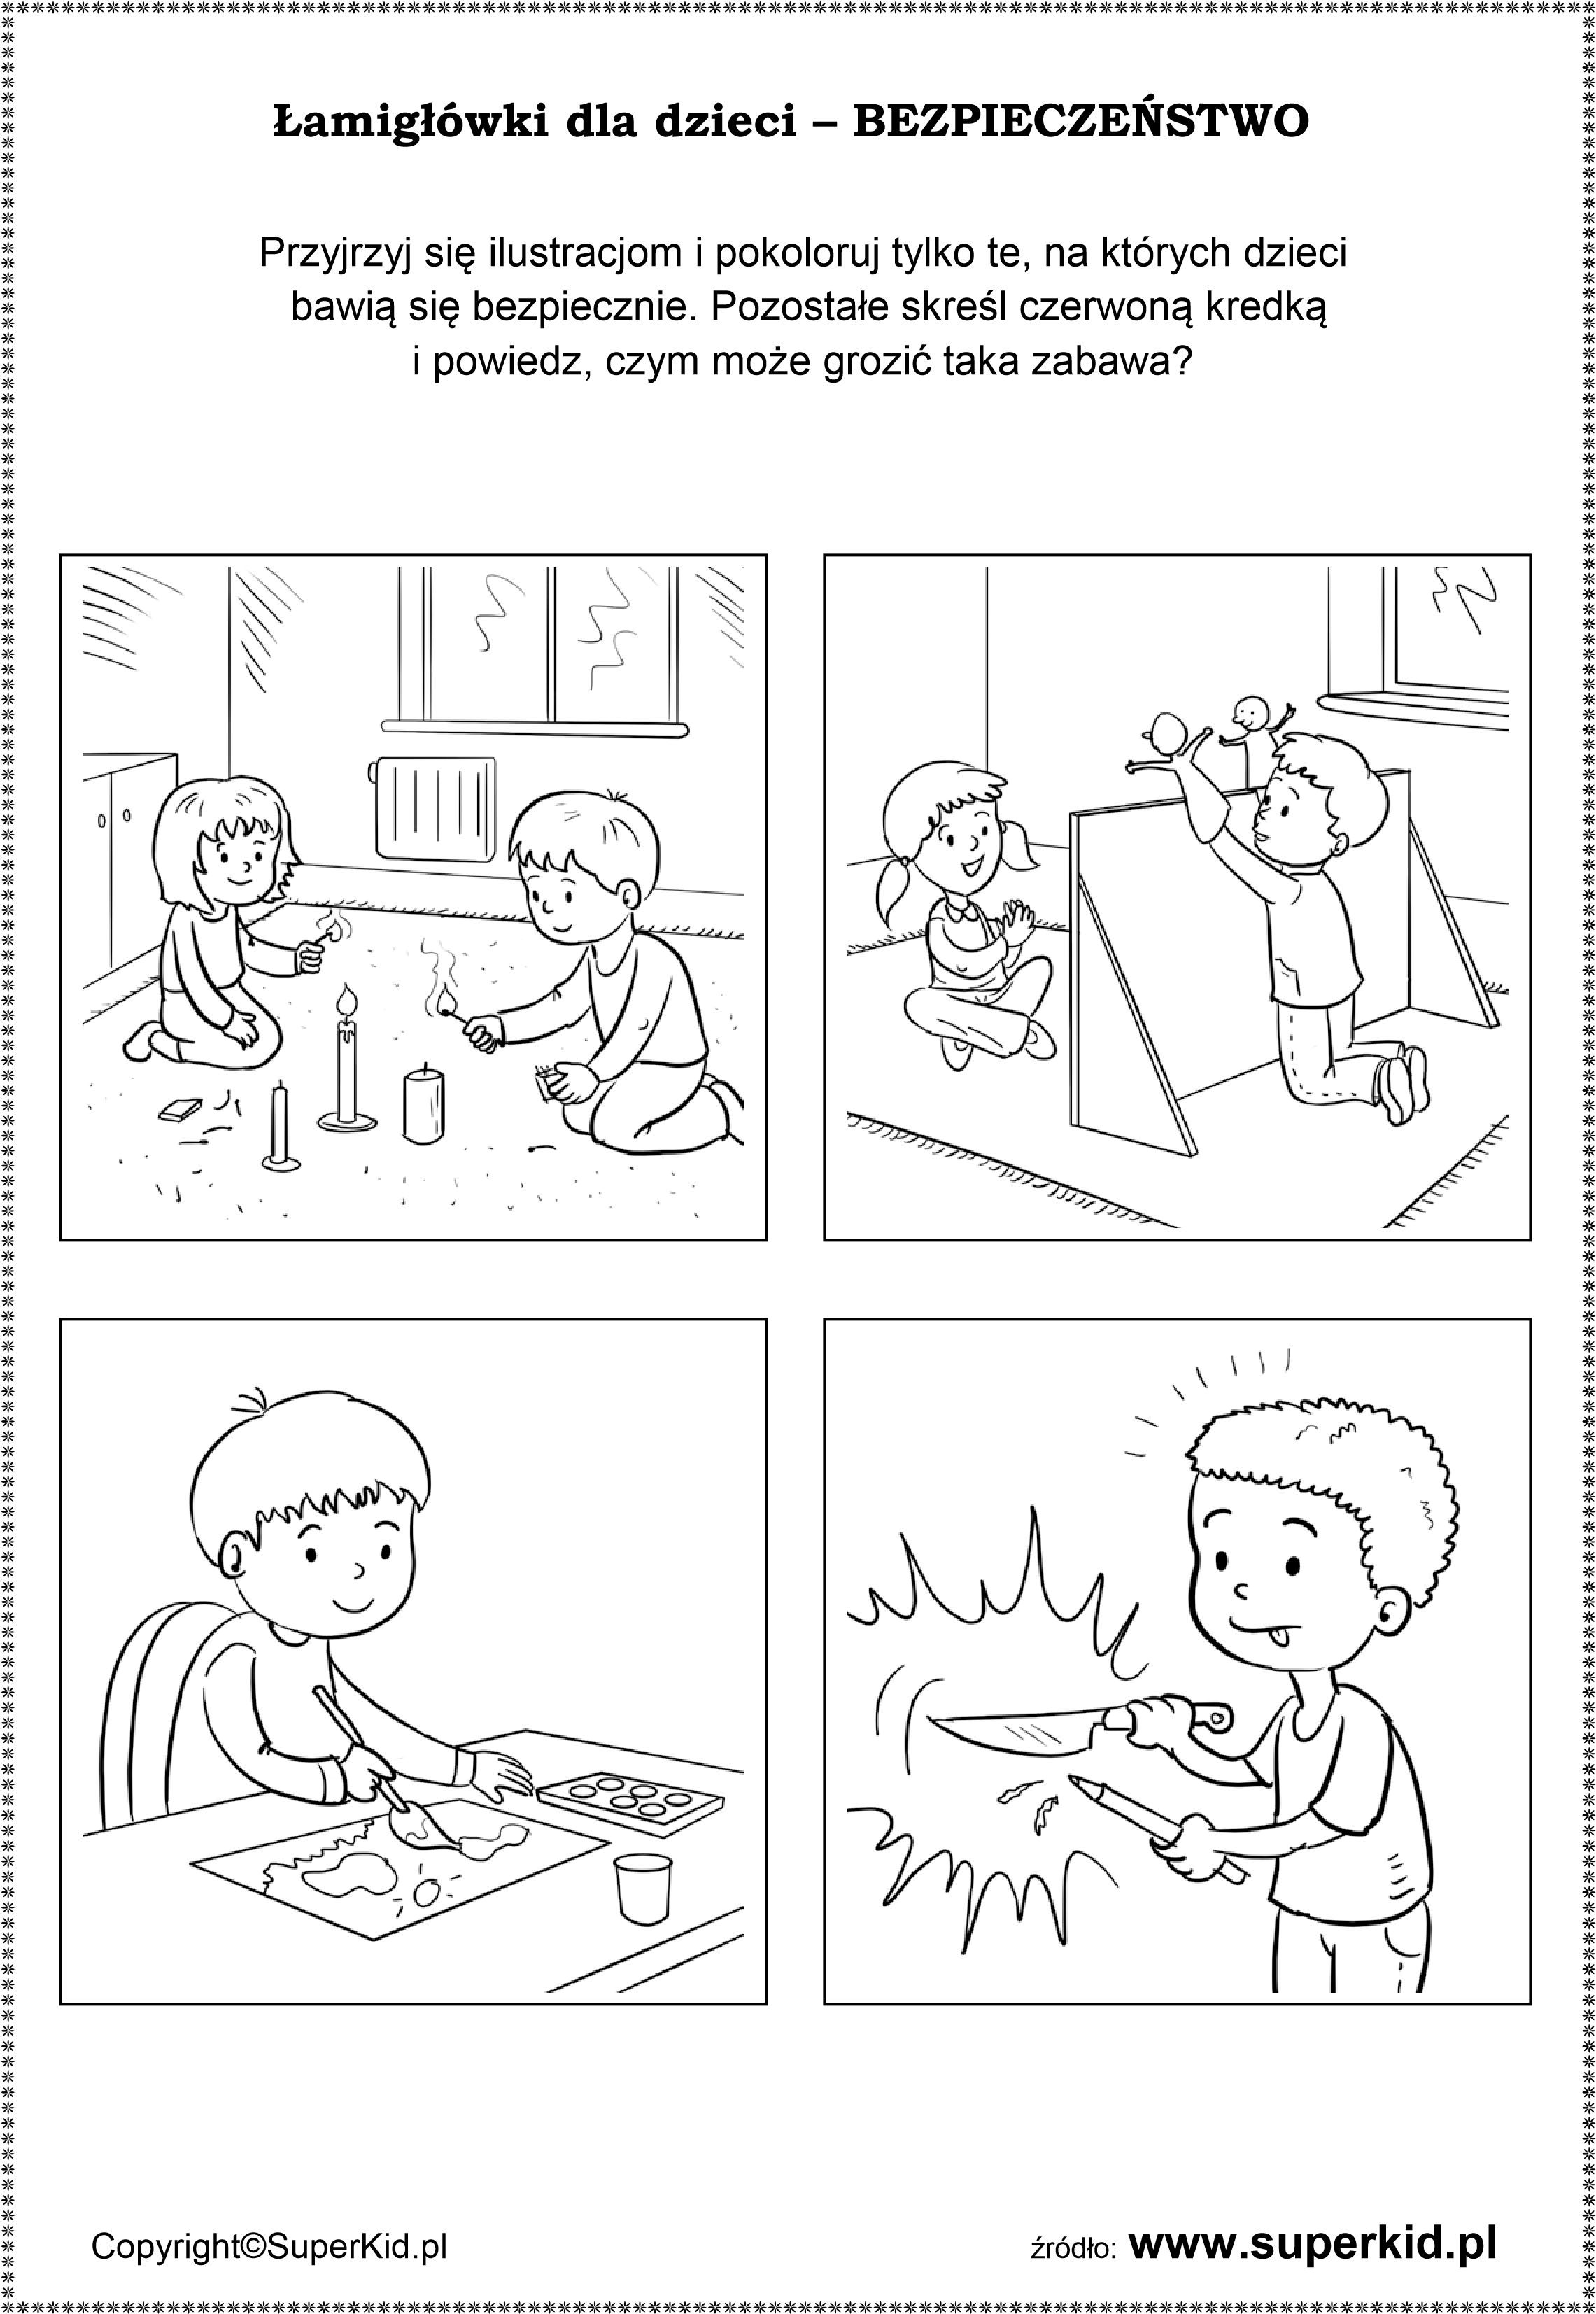 Łamigłówki dla dzieci – BEZPIECZEŃSTWO
Przyjrzyj się ilustracjom i pokoloruj tylko te, na których dzieci
bawią się bezpiecznie. Pozostałe skreśl czerwoną kredką
i powiedz, czym może grozić taka zabawa?
Copyright©SuperKid.pl
źródło: www.superkid.pl